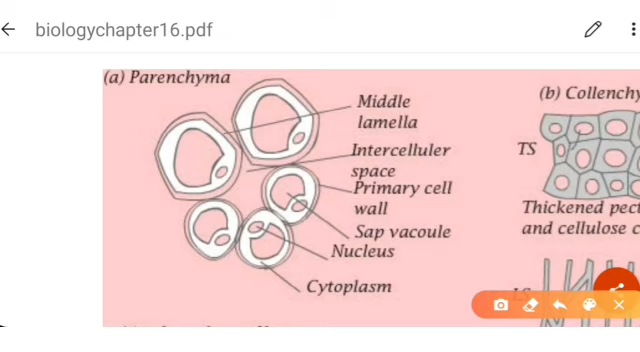 biologychapter16.pdf
(a) Parenchyma
Middle
lamella
Intercelluler
space
Primary cell
wall
Sap vacoule
Nucleus
Cytoplasm
(b) Collenchy
TS
Thickened pect
and cellulose c
LS